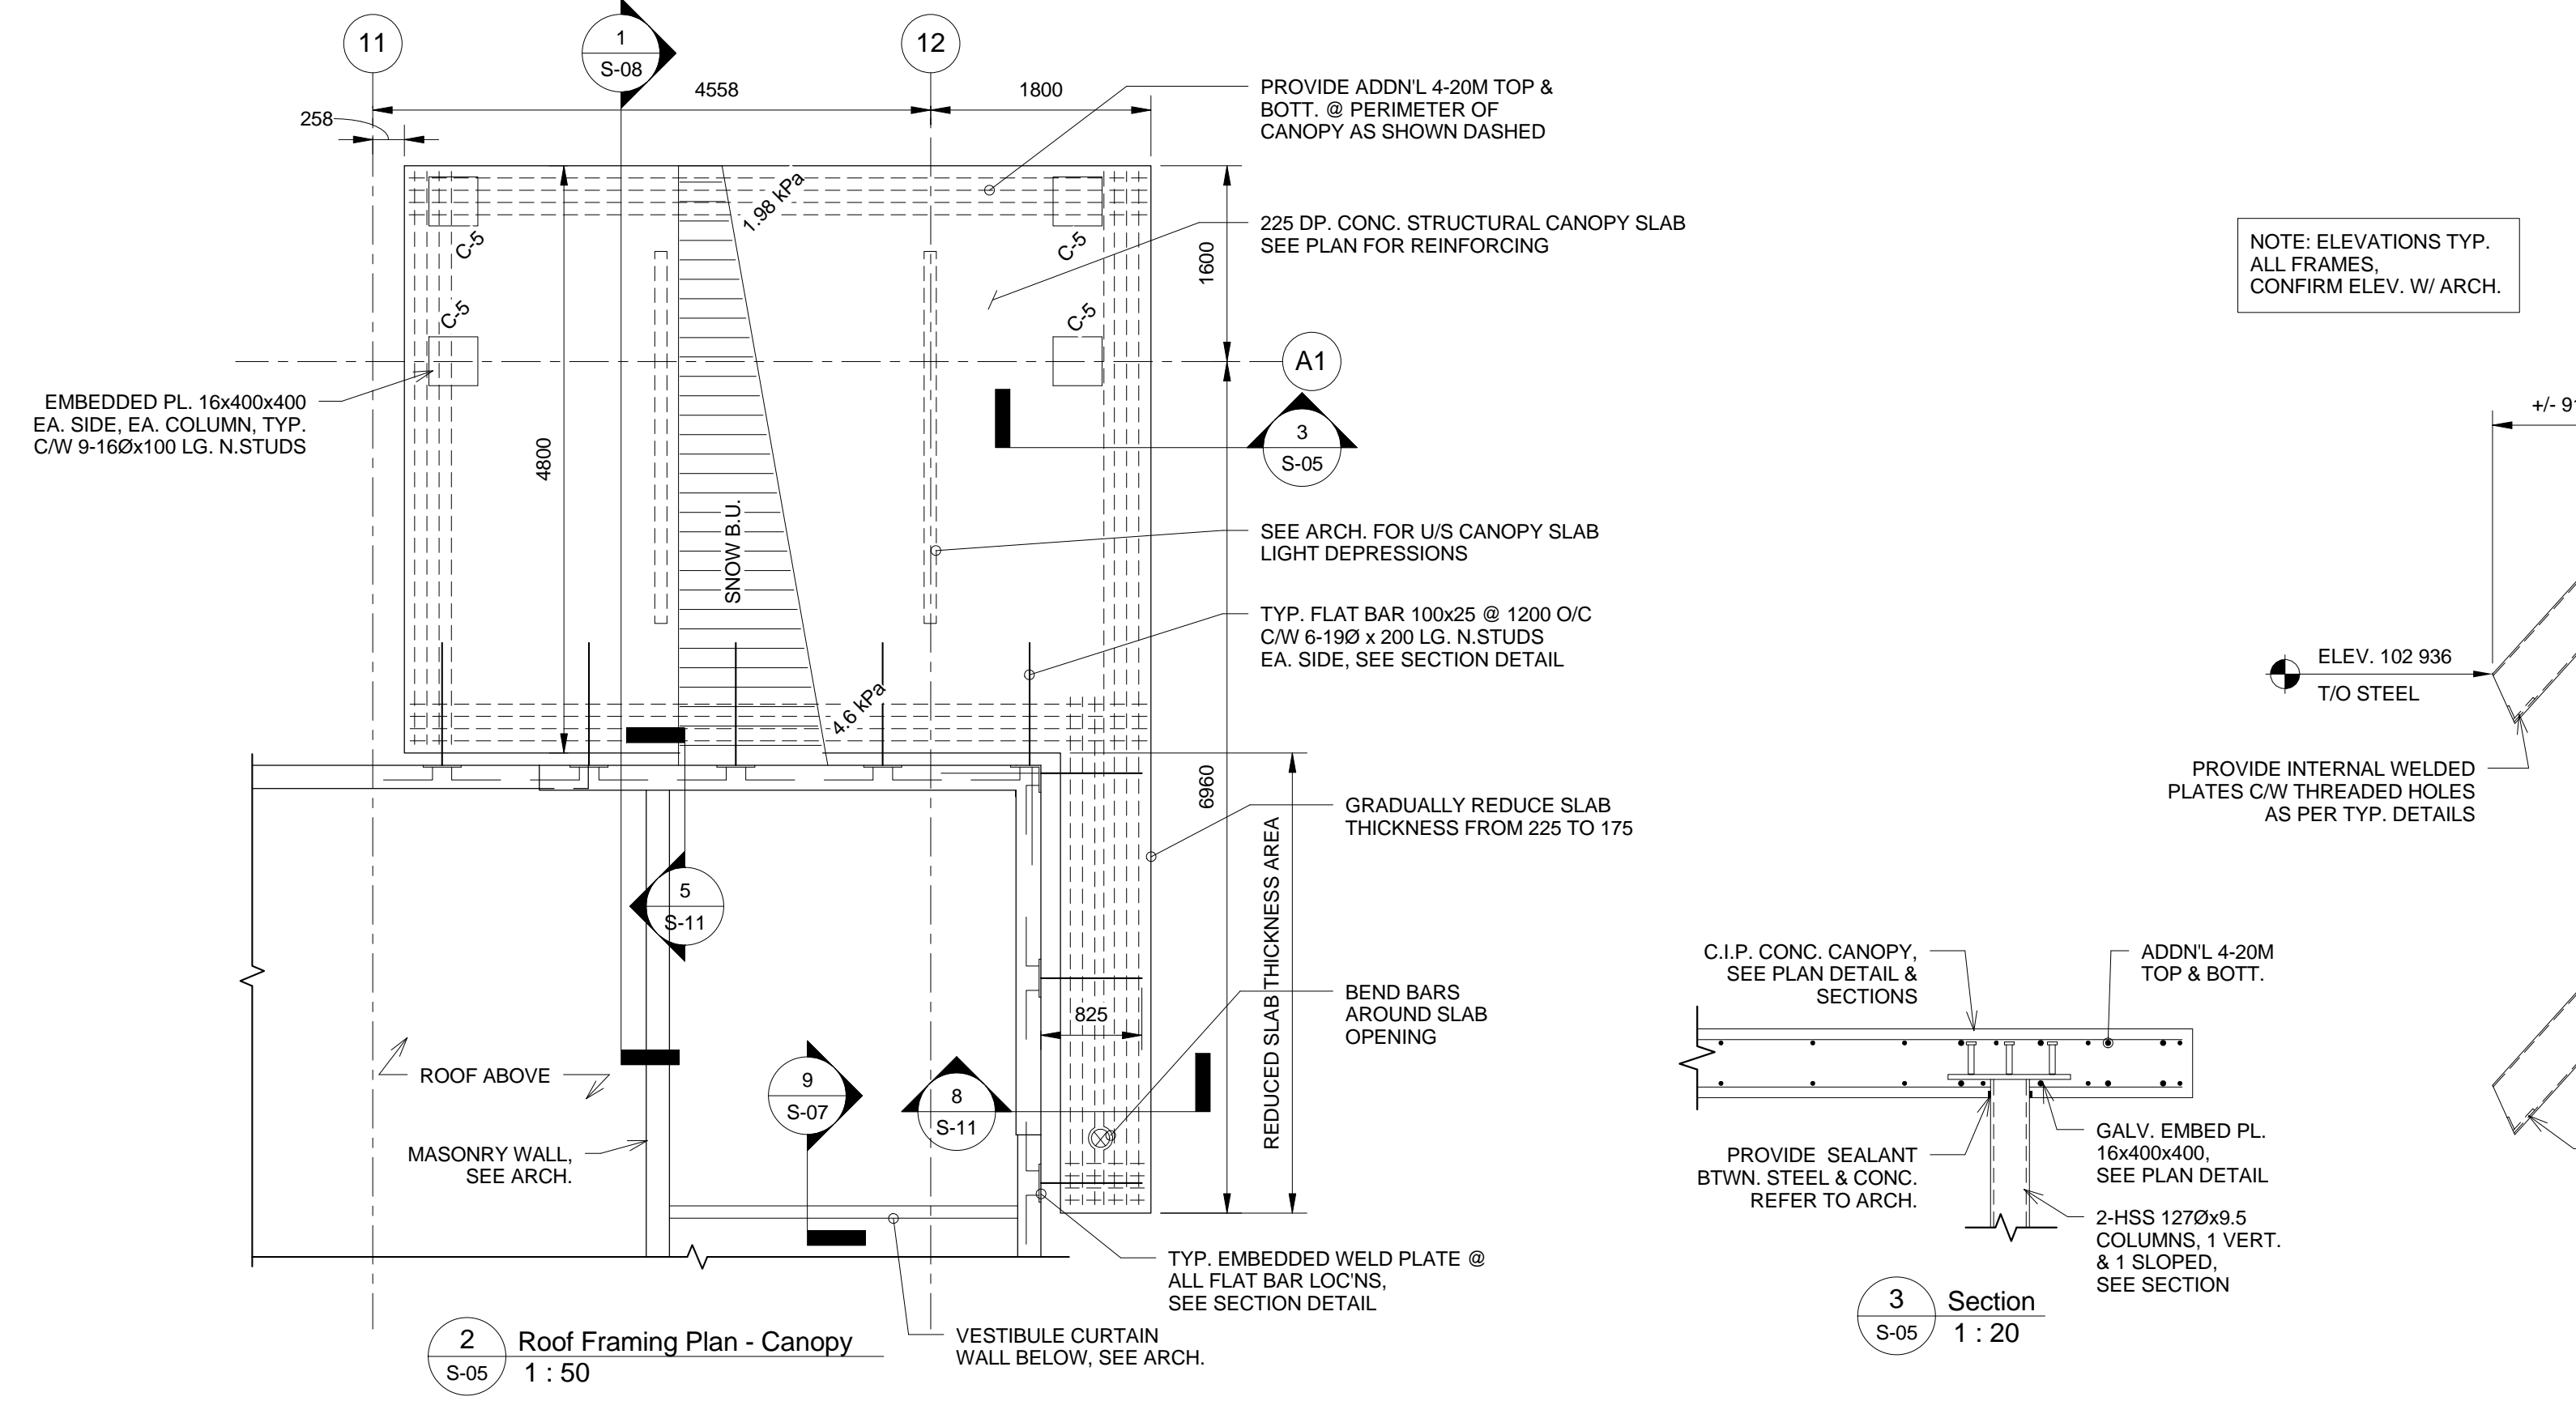 11
1
S-08
12
4558
1800
258
PROVIDE ADDN'L 4-20M TOP &
BOTT. @ PERIMETER OF
CANOPY AS SHOWN DASHED
1.98 kPa
225 DP. CONC. STRUCTURAL CANOPY SLAB
SEE PLAN FOR REINFORCING
C-5
C-5
C-5
C-5
1600
A1
EMBEDDED PL. 16x400x400
EA. SIDE, EA. COLUMN, TYP.
C/W 9-16Øx100 LG. N.STUDS
4800
3
S-05
SNOW B.U.
SEE ARCH. FOR U/S CANOPY SLAB
LIGHT DEPRESSIONS
TYP. FLAT BAR 100x25 @ 1200 O/C
C/W 6-19Ø x 200 LG. N.STUDS
EA. SIDE, SEE SECTION DETAIL
4.6 kPa
6960
GRADUALLY REDUCE SLAB
THICKNESS FROM 225 TO 175
REDUCED SLAB THICKNESS AREA
5
S-11
BEND BARS
AROUND SLAB
OPENING
825
ROOF ABOVE
9
S-07
8
S-11
MASONRY WALL,
SEE ARCH.
TYP. EMBEDDED WELD PLATE @
ALL FLAT BAR LOC'NS,
SEE SECTION DETAIL
VESTIBULE CURTAIN
WALL BELOW, SEE ARCH.
2
S-05
Roof Framing Plan - Canopy
1 : 50
NOTE: ELEVATIONS TYP.
ALL FRAMES,
CONFIRM ELEV. W/ ARCH.
+/- 91
ELEV. 102 936
T/O STEEL
PROVIDE INTERNAL WELDED
PLATES C/W THREADED HOLES
AS PER TYP. DETAILS
C.I.P. CONC. CANOPY,
SEE PLAN DETAIL &
SECTIONS
ADDN'L 4-20M
TOP & BOTT.
PROVIDE SEALANT
BTWN. STEEL & CONC.
REFER TO ARCH.
GALV. EMBED PL.
16x400x400,
SEE PLAN DETAIL
2-HSS 127Øx9.5
COLUMNS, 1 VERT.
& 1 SLOPED,
SEE SECTION
3
S-05
Section
1 : 20